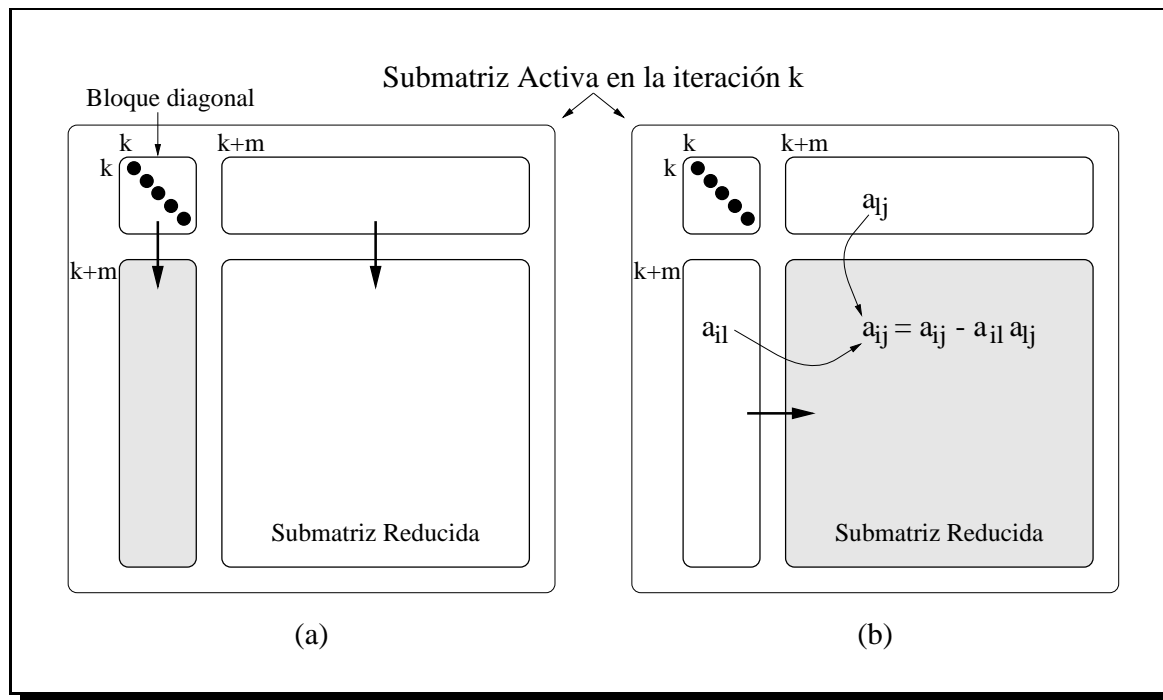 Submatriz Activa en la iteración k
Bloque diagonal
k
k+m
k
k+m
Submatriz Reducida
(a)
k
k+m
k
a_lj
k+m
a_il
a_ij = a_ij - a_il a_lj
Submatriz Reducida
(b)